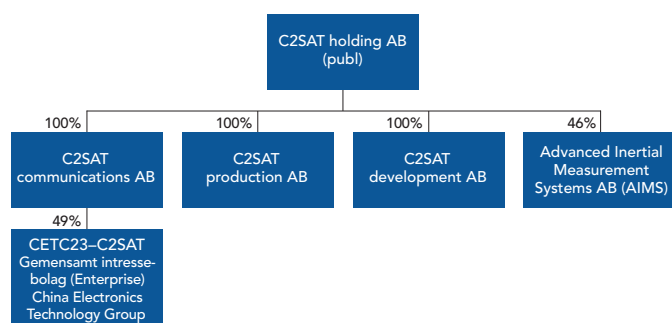 C2SAT holding AB
(publ)
100%
100%
100%
46%
C2SAT
communications AB
C2SAT
production AB
C2SAT
development AB
Advanced Inertial
Measurement
Systems AB (AIMS)
49%
CETC23–C2SAT
Gemensamt intresse-
bolag (Enterprise)
China Electronics
Technology Group